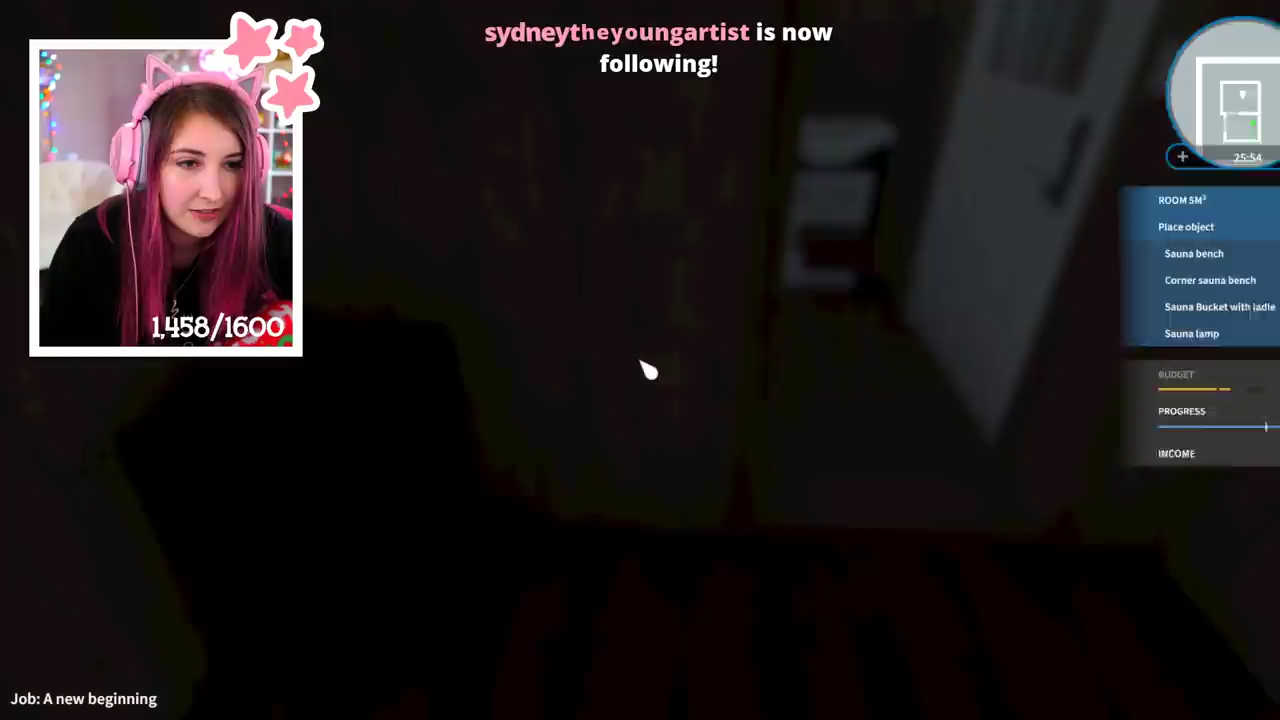 sydneytheyoungartist is now
following!
1,458/1600
25:54
ROOM 5M²
Place object
Sauna bench
Corner sauna bench
Sauna Bucket with ladle
Sauna lamp
BUDGET
PROGRESS
INCOME
Job: A new beginning